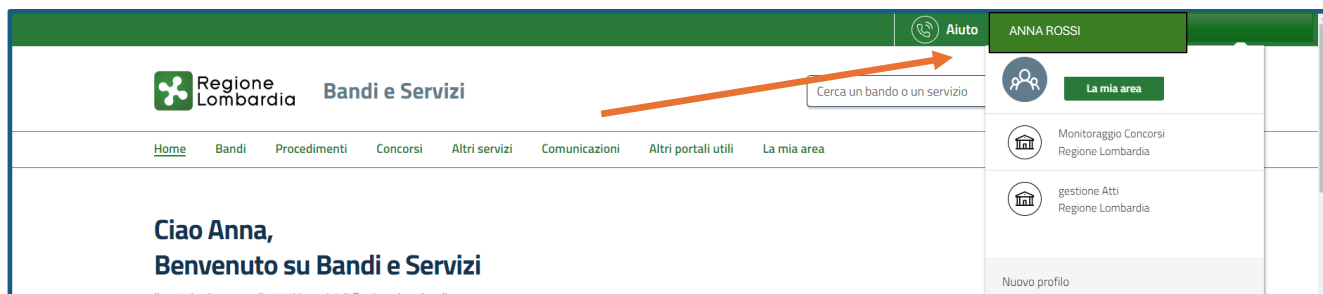 Aiuto
ANNA ROSSI
Regione
Lombardia
Bandi e Servizi
Cerca un bando o un servizio
La mia area
Home Bandi Procedimenti Concorsi Altri servizi Comunicazioni Altri portali utili La mia area
Monitoraggio Concorsi
Regione Lombardia
gestione Atti
Regione Lombardia
Ciao Anna,
Benvenuto su Bandi e Servizi
Nuovo profilo